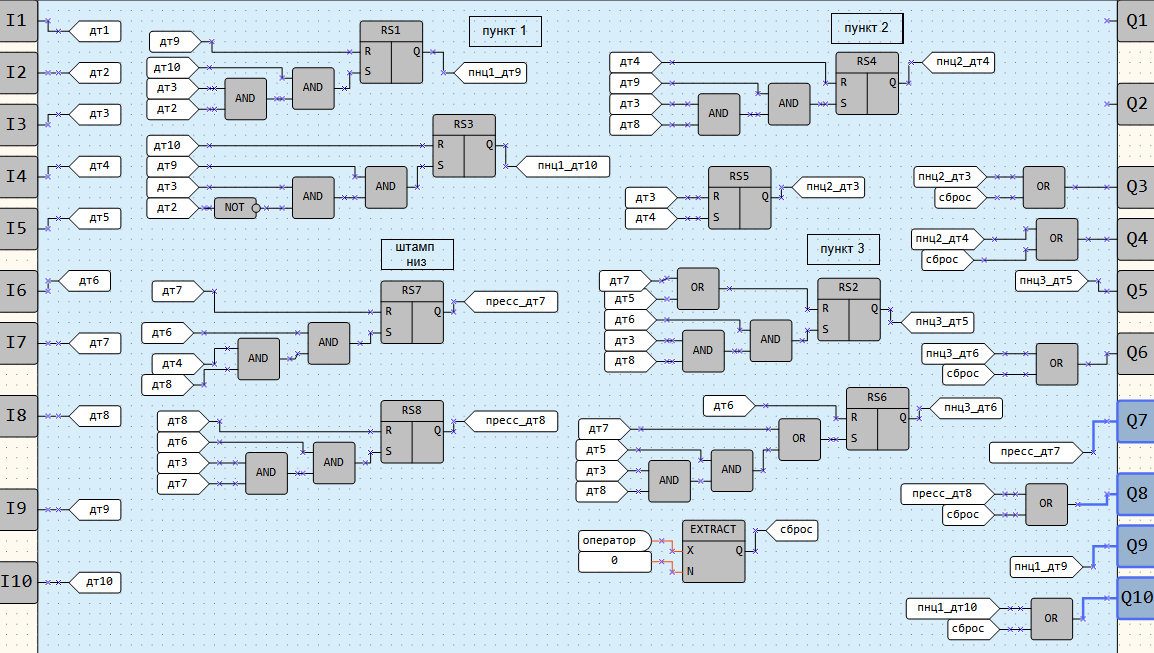 I1
I2
I3
I4
I5
I6
I7
I8
I9
I10
дт1
дт2
дт3
дт4
дт5
дт6
дт7
дт8
дт9
дт10
пункт 1
дт9
дт10
дт3
дт2
AND
AND
RS1
R
Q
S
пнц1_дт9
дт10
дт9
дт3
дт2
NOT
AND
AND
RS3
R
Q
S
пнц1_дт10
штамп
низ
дт7
дт6
дт4
дт8
AND
AND
RS7
R
Q
S
пресс_дт7
дт8
дт6
дт3
дт7
AND
AND
RS8
R
Q
S
пресс_дт8
пункт 2
дт4
дт9
дт3
дт8
AND
AND
RS4
R
Q
S
пнц2_дт4
дт3
дт4
RS5
R
Q
S
пнц2_дт3
пункт 3
дт7
дт5
дт6
дт3
дт8
OR
AND
AND
RS2
R
Q
S
пнц3_дт5
дт6
дт7
дт5
дт3
дт8
AND
AND
OR
RS6
R
Q
S
пнц3_дт6
оператор
0
EXTRACT
X
Q
N
сброс
пнц2_дт3
сброс
OR
пнц2_дт4
сброс
OR
пнц3_дт5
пнц3_дт6
сброс
OR
пресс_дт7
пресс_дт8
сброс
OR
пнц1_дт9
пнц1_дт10
сброс
OR
Q1
Q2
Q3
Q4
Q5
Q6
Q7
Q8
Q9
Q10